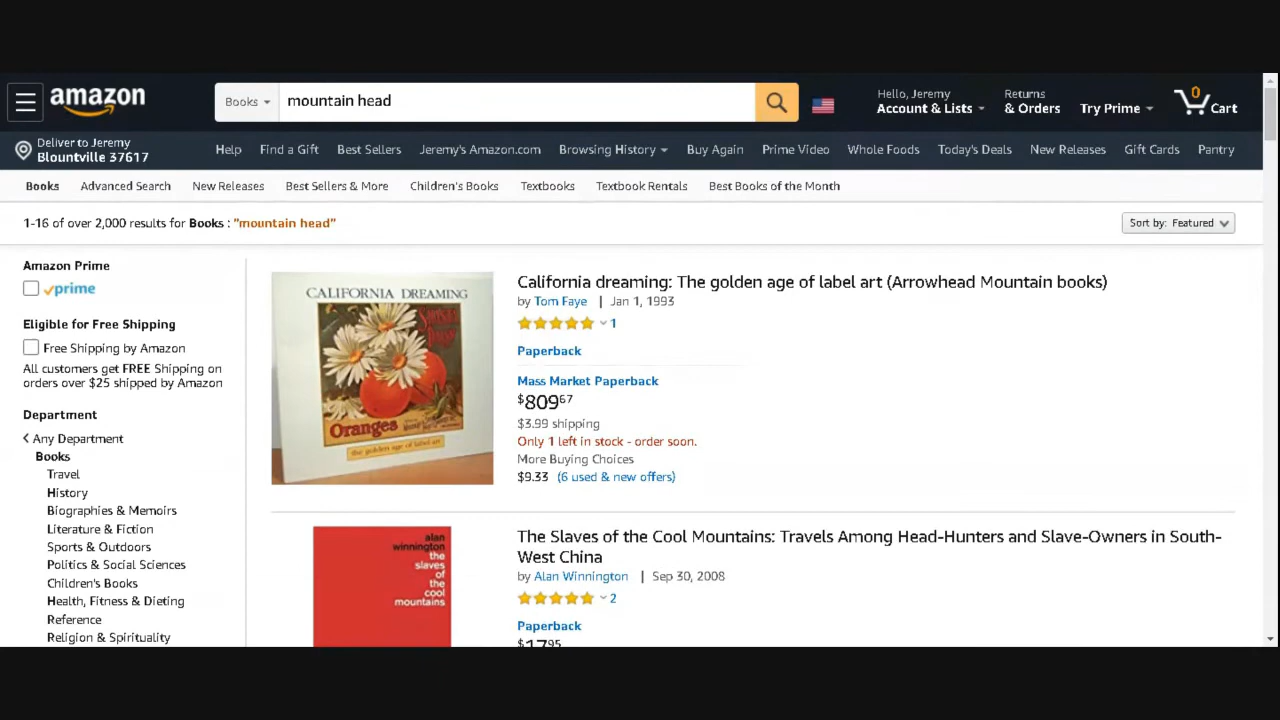 amazon
Books
mountain head
Hello, Jeremy
Account & Lists
Returns
& Orders
Try Prime
0
Cart
Deliver to Jeremy
Blountville 37617
Help
Find a Gift
Best Sellers
Jeremy's Amazon.com
Browsing History
Buy Again
Prime Video
Whole Foods
Today's Deals
New Releases
Gift Cards
Pantry
Books
Advanced Search
New Releases
Best Sellers & More
Children's Books
Textbooks
Textbook Rentals
Best Books of the Month
1-16 of over 2,000 results for Books : "mountain head"
Sort by: Featured
Amazon Prime
prime
Eligible for Free Shipping
Free Shipping by Amazon
All customers get FREE Shipping on
orders over $25 shipped by Amazon
Department
Any Department
Books
Travel
History
Biographies & Memoirs
Literature & Fiction
Sports & Outdoors
Politics & Social Sciences
Children's Books
Health, Fitness & Dieting
Reference
Religion & Spirituality
CALIFORNIA DREAMING
Oranges
the golden age of label art
California dreaming: The golden age of label art (Arrowhead Mountain books)
by Tom Faye | Jan 1, 1993
1
Paperback
Mass Market Paperback
$809.67
$3.99 shipping
Only 1 left in stock - order soon.
More Buying Choices
$9.33 (6 used & new offers)
alan
winnington
the
slaves
of
the
cool
mountains
The Slaves of the Cool Mountains: Travels Among Head-Hunters and Slave-Owners in South-
West China
by Alan Winnington | Sep 30, 2008
2
Paperback
$17.95